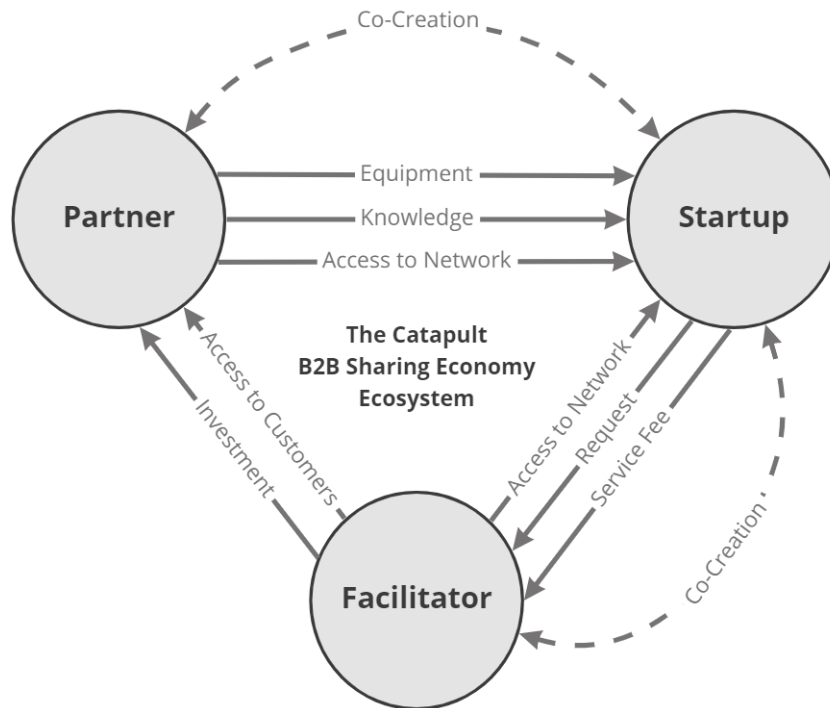 Co-Creation
Partner
Equipment
Knowledge
Access to Network
Startup
The Catapult
B2B Sharing Economy
Ecosystem
Access to Customers
Investment
Access to Network
Request
Service Fee
Co-Creation
Facilitator